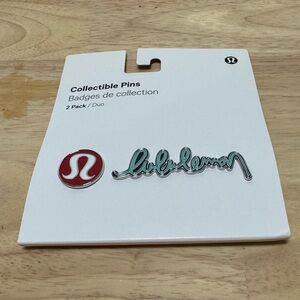 Collectible Pins
Badges de collection
2 Pack / Duo
lululemon